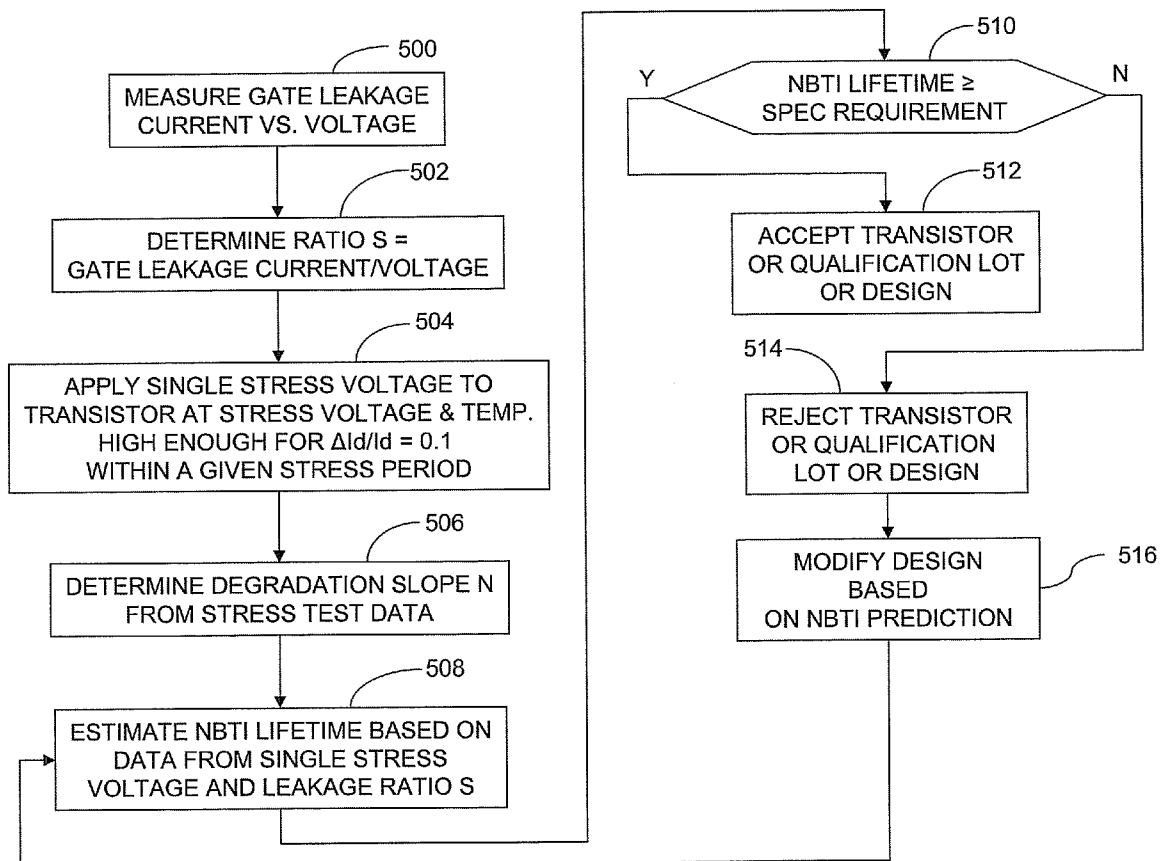 500
MEASURE GATE LEAKAGE
CURRENT VS. VOLTAGE
502
DETERMINE RATIO S =
GATE LEAKAGE CURRENT/VOLTAGE
504
APPLY SINGLE STRESS VOLTAGE TO
TRANSISTOR AT STRESS VOLTAGE & TEMP.
HIGH ENOUGH FOR ΔId/Id = 0.1
WITHIN A GIVEN STRESS PERIOD
506
DETERMINE DEGRADATION SLOPE N
FROM STRESS TEST DATA
508
ESTIMATE NBTI LIFETIME BASED ON
DATA FROM SINGLE STRESS
VOLTAGE AND LEAKAGE RATIO S
510
Y
NBTI LIFETIME ≥
SPEC REQUIREMENT
N
512
ACCEPT TRANSISTOR
OR QUALIFICATION LOT
OR DESIGN
514
REJECT TRANSISTOR
OR QUALIFICATION
LOT OR DESIGN
516
MODIFY DESIGN
BASED
ON NBTI PREDICTION